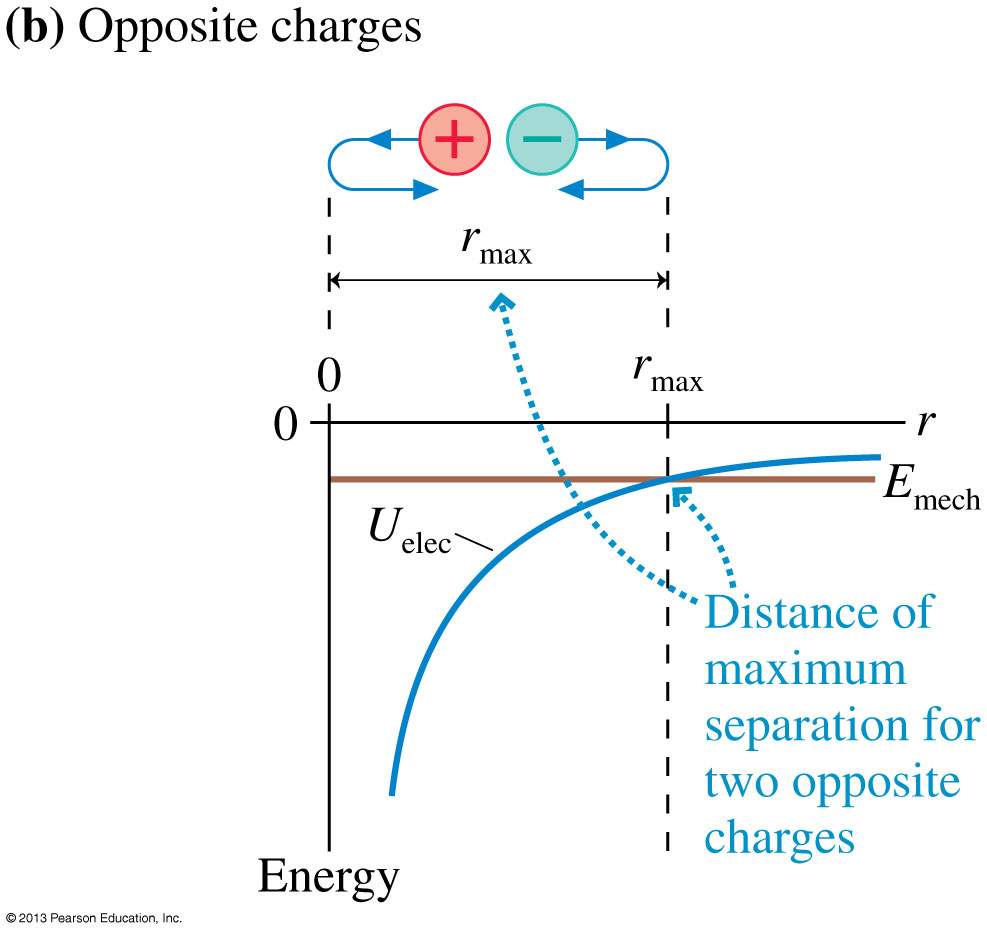 (b) Opposite charges
+ −
r max
0 r max
0 r
E mech
U elec
Distance of
maximum
separation for
two opposite
charges
Energy
© 2013 Pearson Education, Inc.